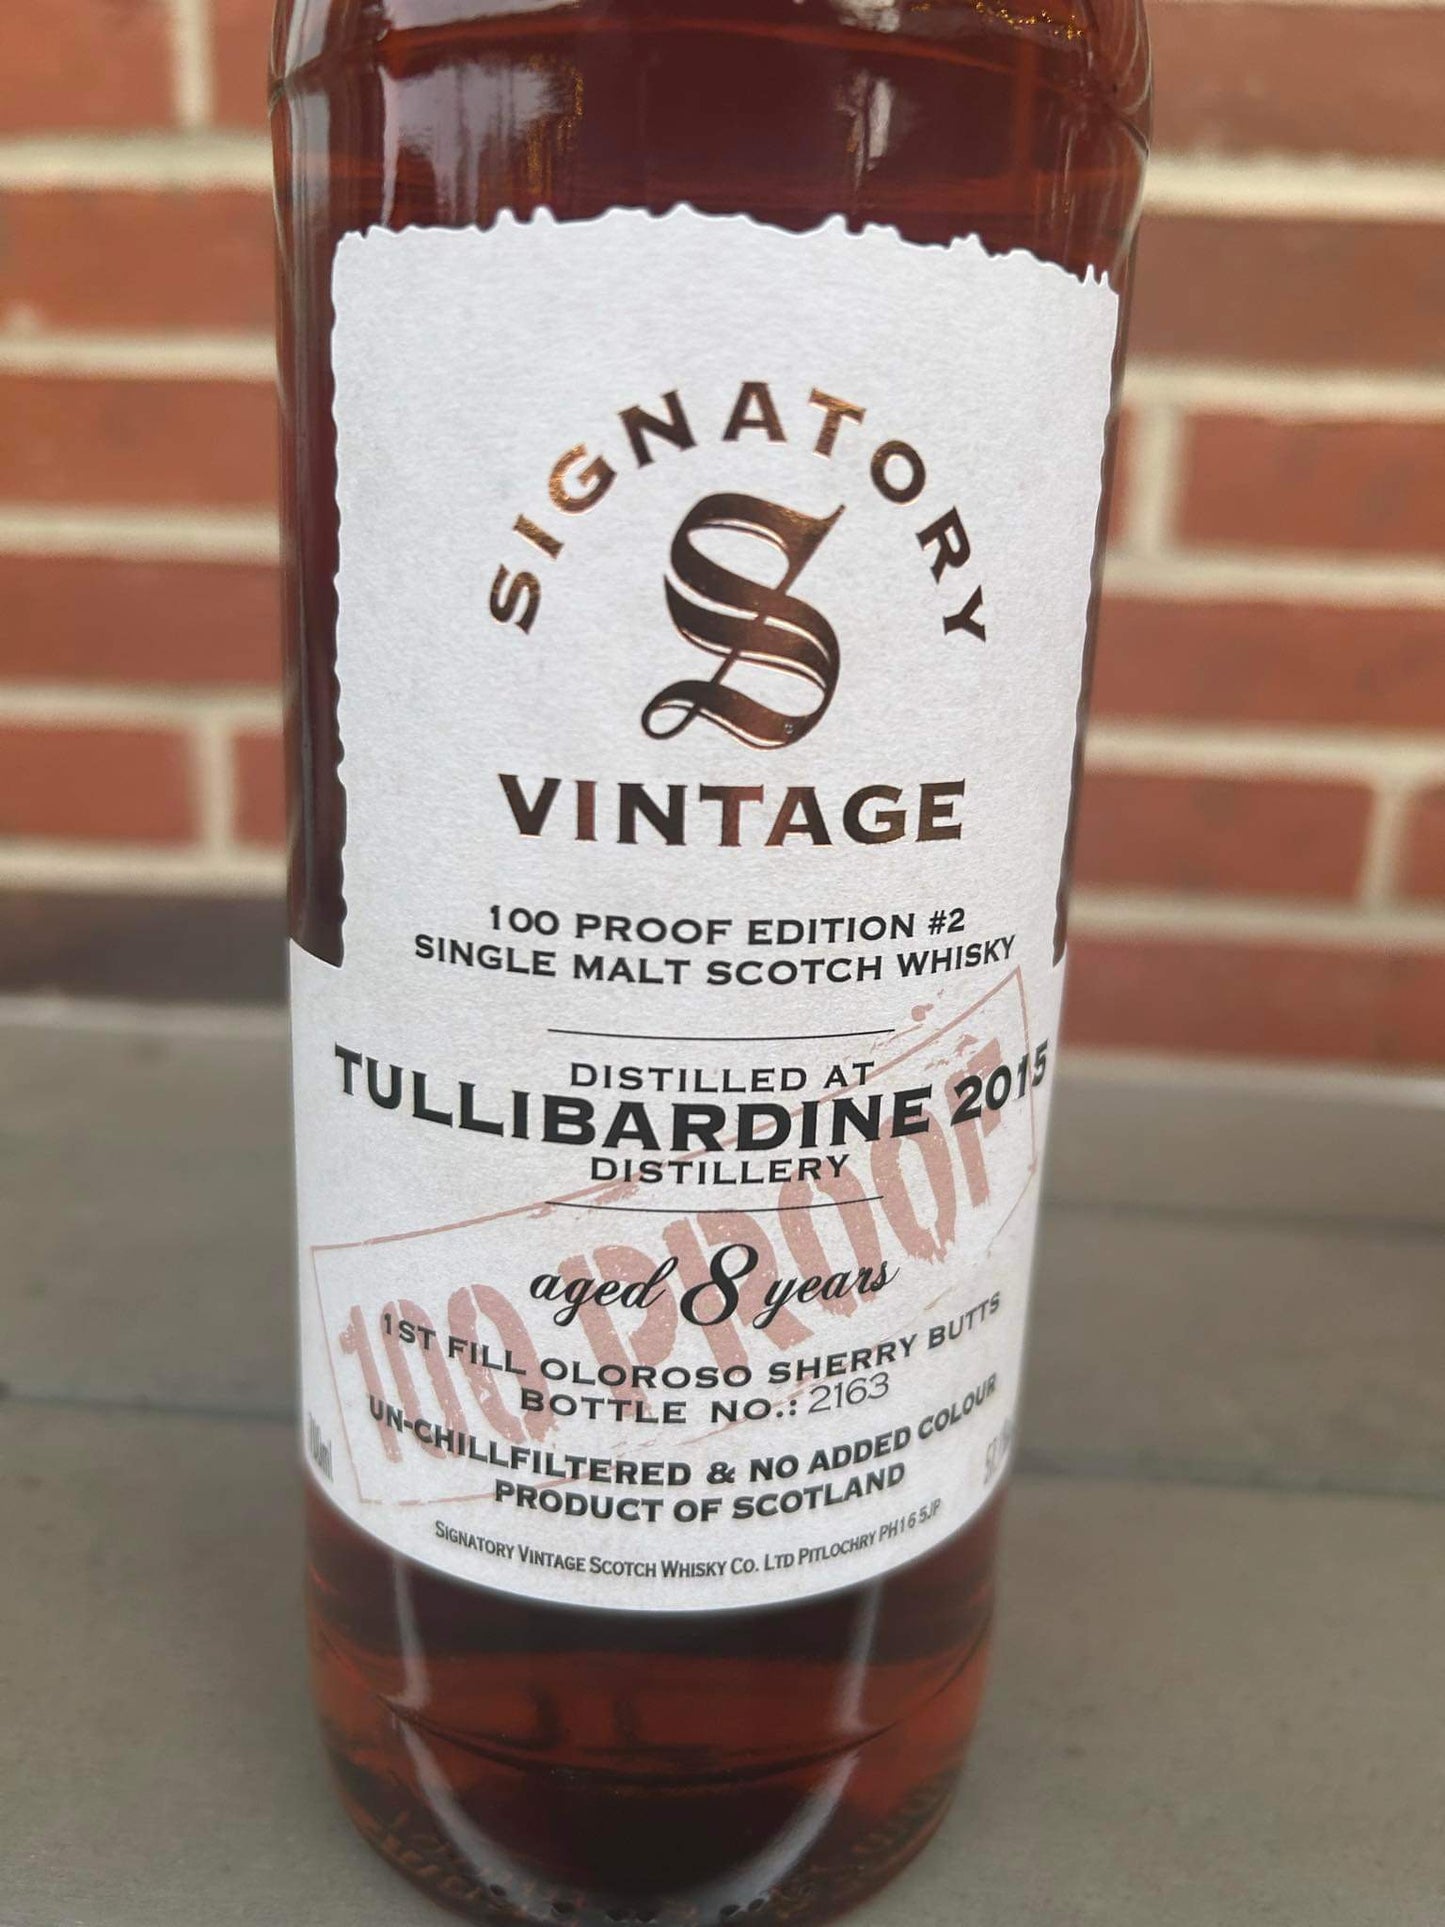 SIGNATORY
S
VINTAGE
100 PROOF EDITION #2
SINGLE MALT SCOTCH WHISKY
DISTILLED AT
TULLIBARDINE 2015
DISTILLERY
100 PROOF
aged 8 years
1ST FILL OLOROSO SHERRY BUTTS
BOTTLE NO.: 2163
UN-CHILLFILTERED & NO ADDED COLOUR
PRODUCT OF SCOTLAND
SIGNATORY VINTAGE SCOTCH WHISKY CO. LTD PITLOCHRY PH16 5JP